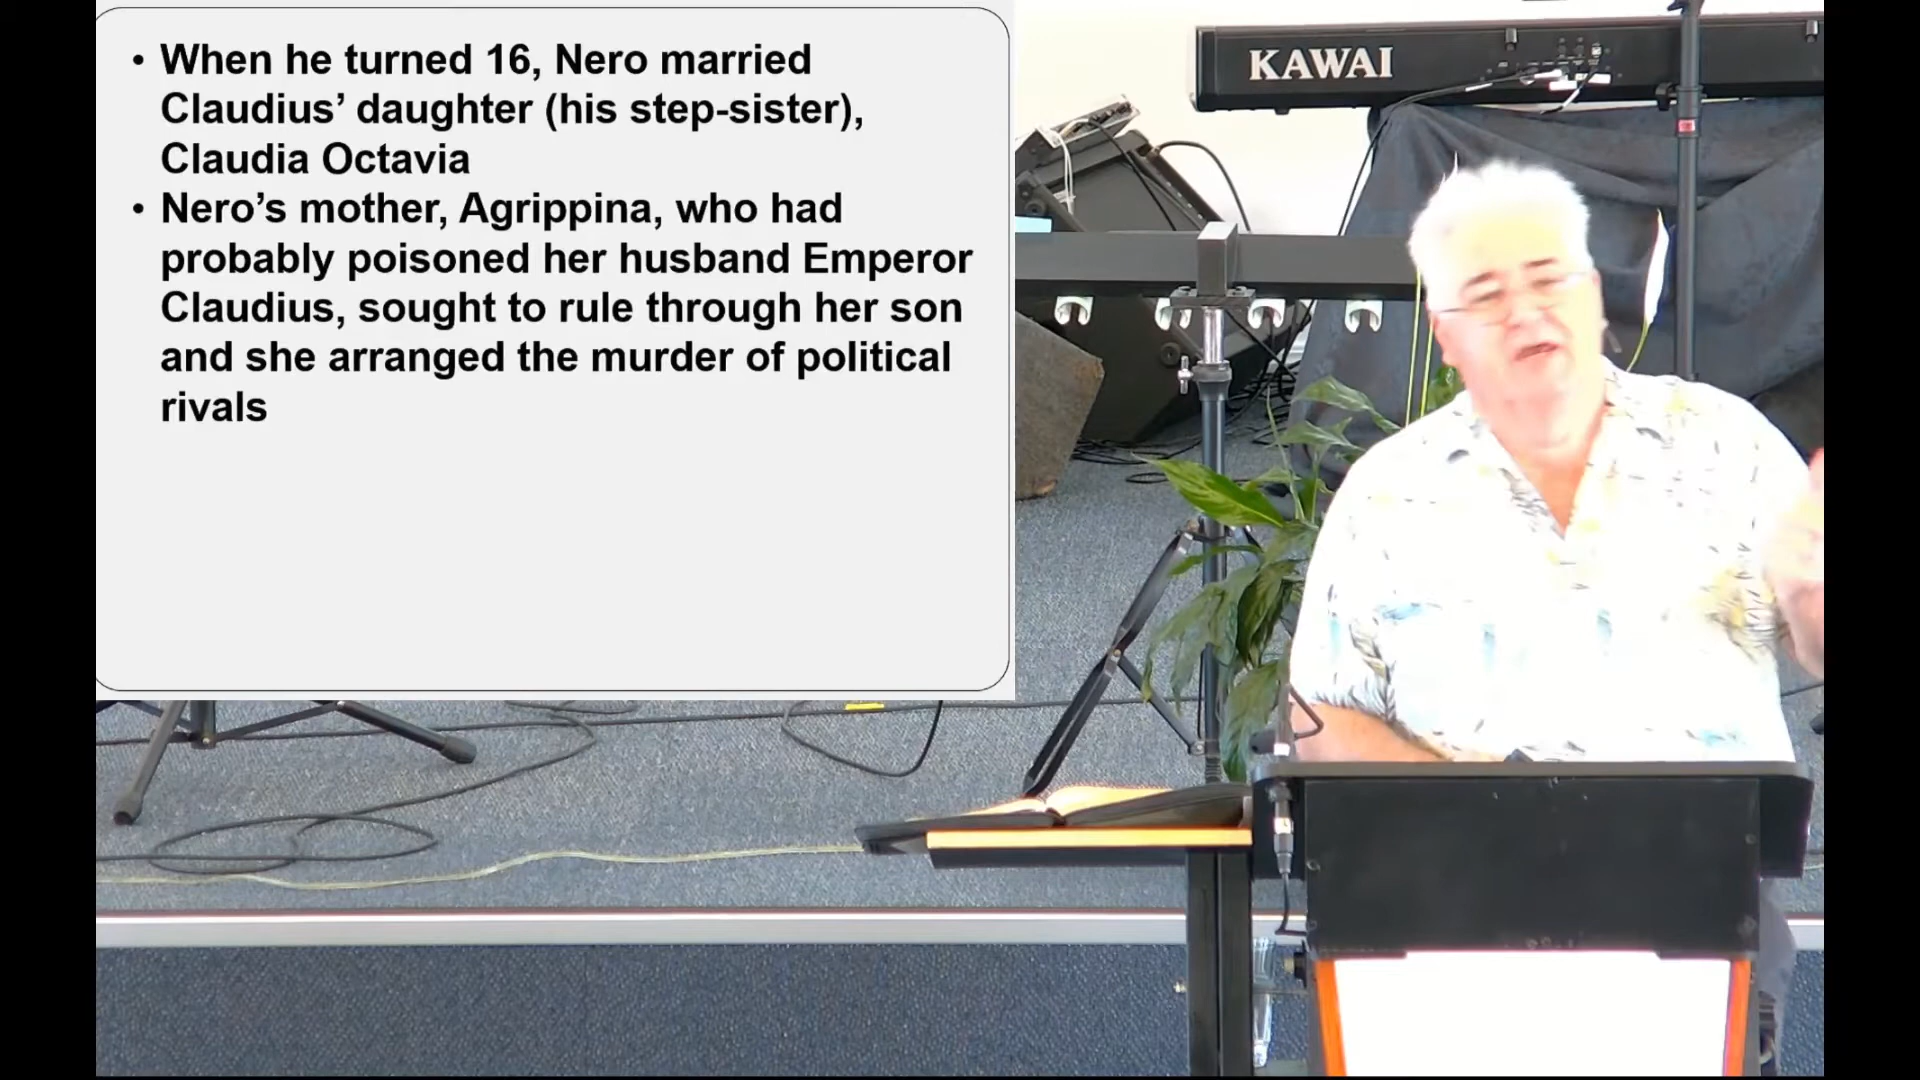 • When he turned 16, Nero married
Claudius’ daughter (his step-sister),
Claudia Octavia
• Nero’s mother, Agrippina, who had
probably poisoned her husband Emperor
Claudius, sought to rule through her son
and she arranged the murder of political
rivals
KAWAI